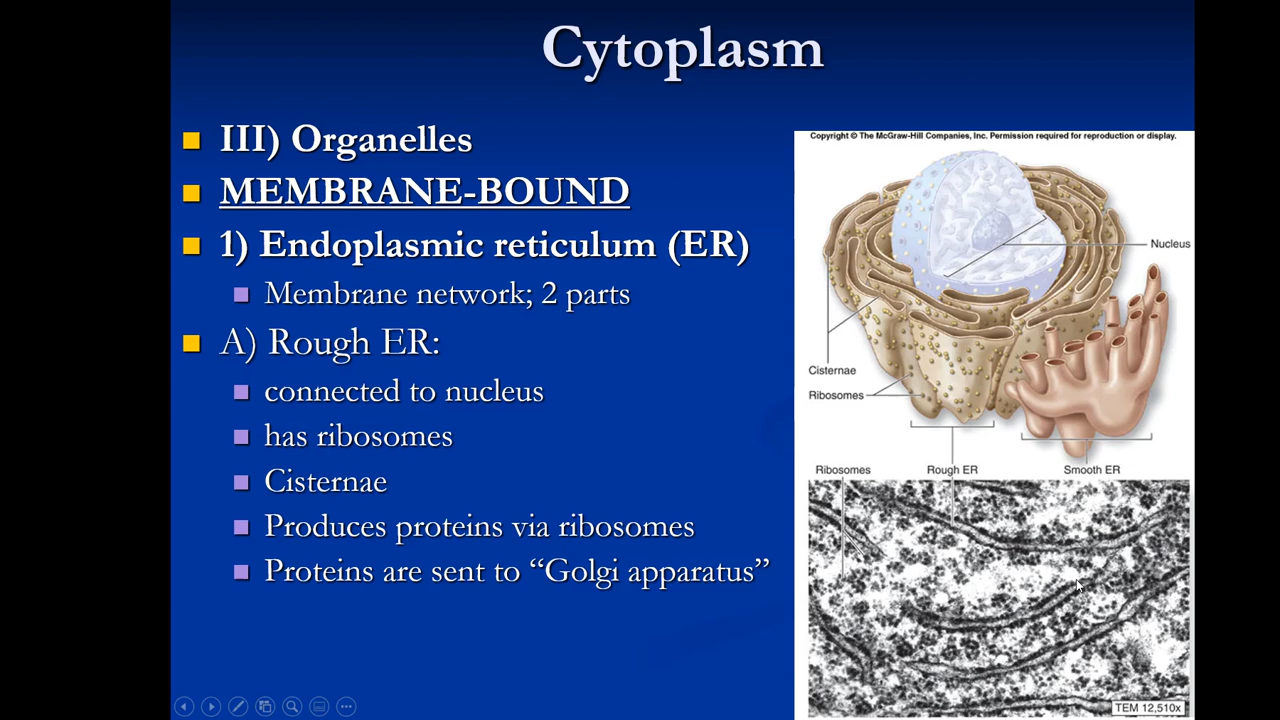 Cytoplasm
III) Organelles
MEMBRANE-BOUND
1) Endoplasmic reticulum (ER)
Membrane network; 2 parts
A) Rough ER:
connected to nucleus
has ribosomes
Cisternae
Produces proteins via ribosomes
Proteins are sent to “Golgi apparatus”
Copyright © The McGraw-Hill Companies, Inc. Permission required for reproduction or display.
Nucleus
Cisternae
Ribosomes
Ribosomes
Rough ER
Smooth ER
TEM 12,510x